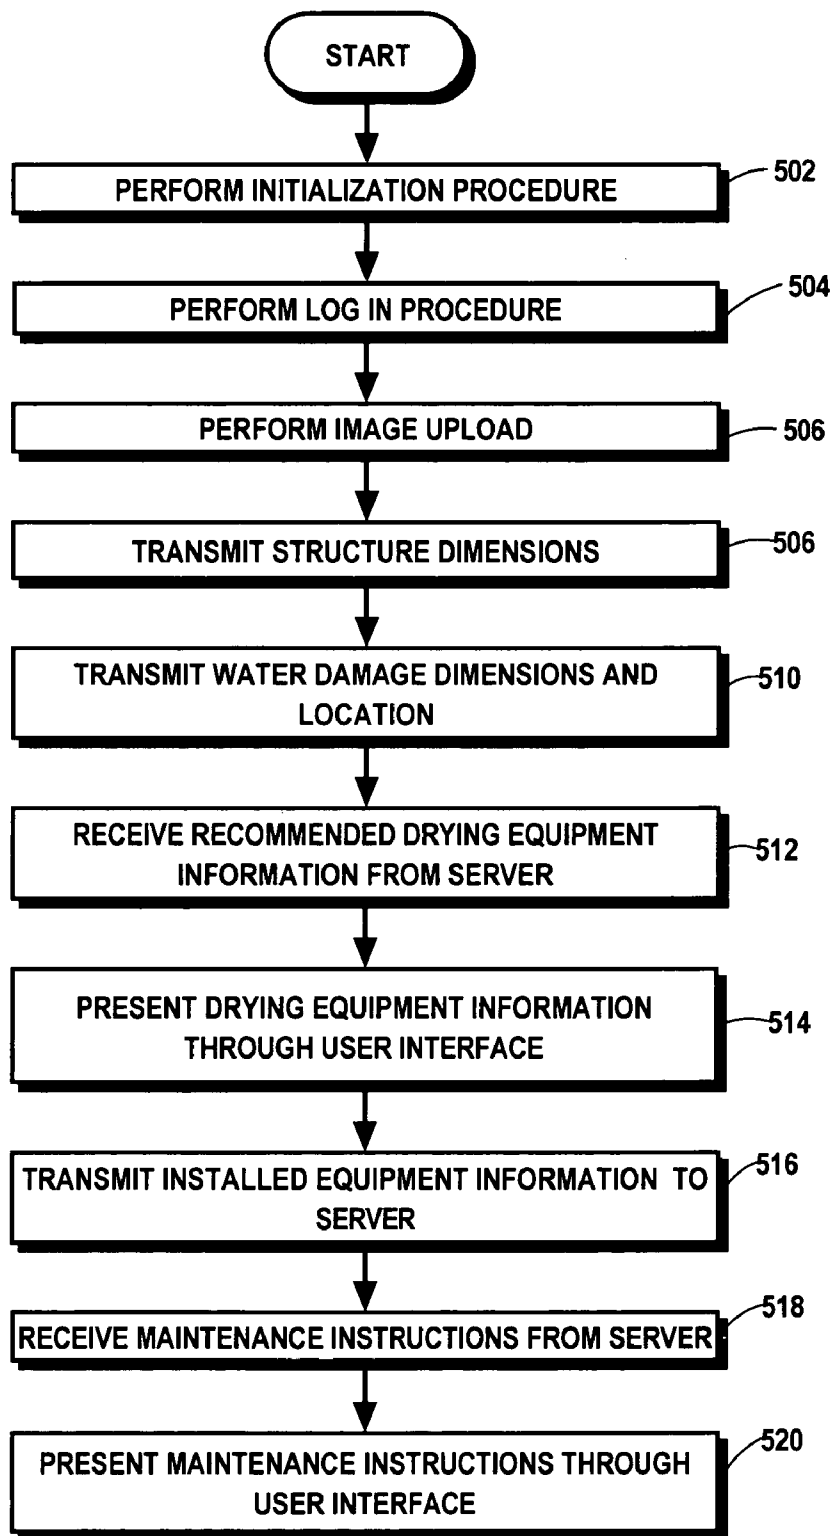 START
PERFORM INITIALIZATION PROCEDURE
502
PERFORM LOG IN PROCEDURE
504
PERFORM IMAGE UPLOAD
506
TRANSMIT STRUCTURE DIMENSIONS
506
TRANSMIT WATER DAMAGE DIMENSIONS AND
LOCATION
510
RECEIVE RECOMMENDED DRYING EQUIPMENT
INFORMATION FROM SERVER
512
PRESENT DRYING EQUIPMENT INFORMATION
THROUGH USER INTERFACE
514
TRANSMIT INSTALLED EQUIPMENT INFORMATION TO
SERVER
516
RECEIVE MAINTENANCE INSTRUCTIONS FROM SERVER
518
PRESENT MAINTENANCE INSTRUCTIONS THROUGH
USER INTERFACE
520